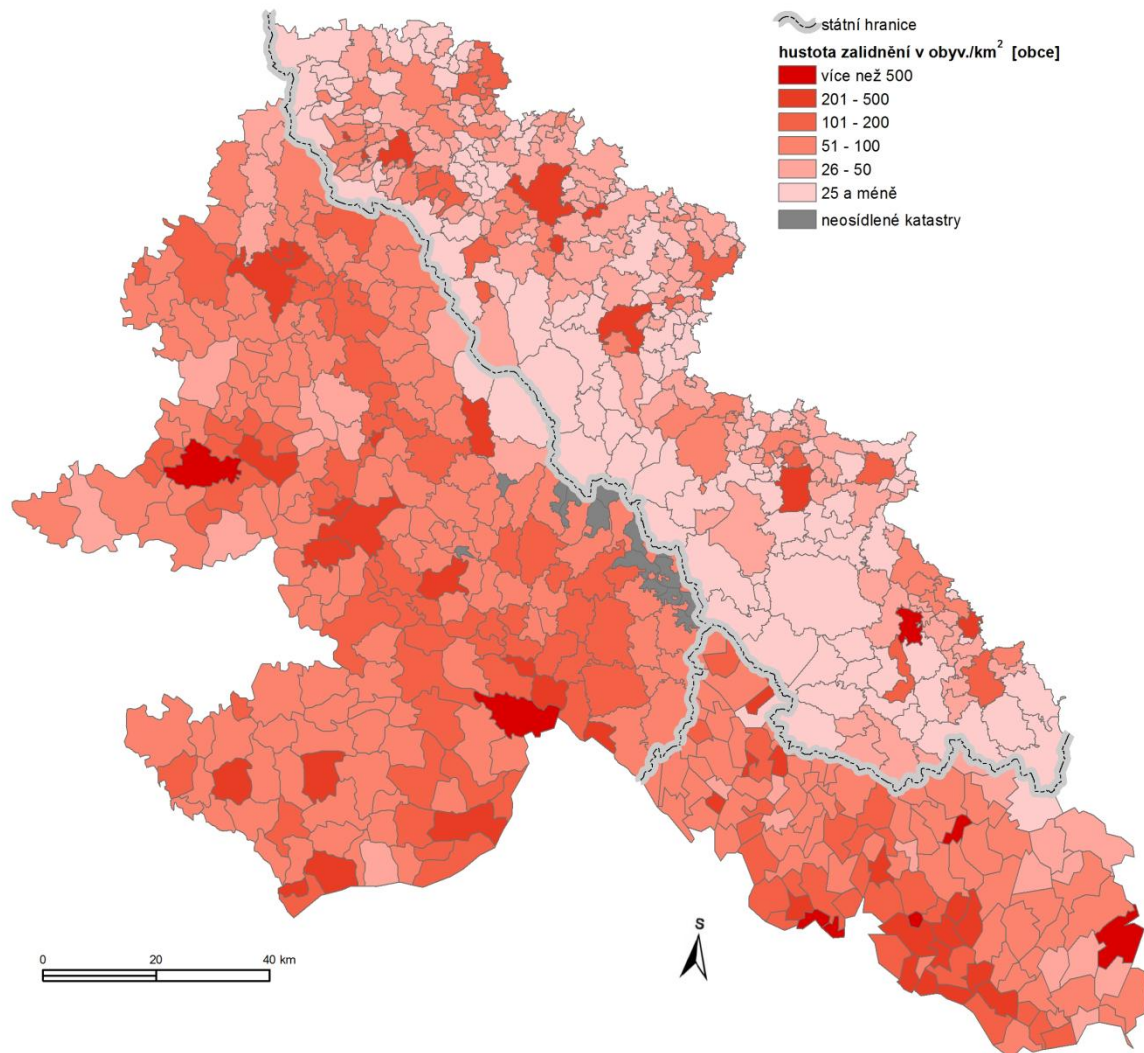 státní hranice
hustota zalidnění v obyv./km² [obce]
více než 500
201 - 500
101 - 200
51 - 100
26 - 50
25 a méně
neosídlené katastry
S
0 20 40 km